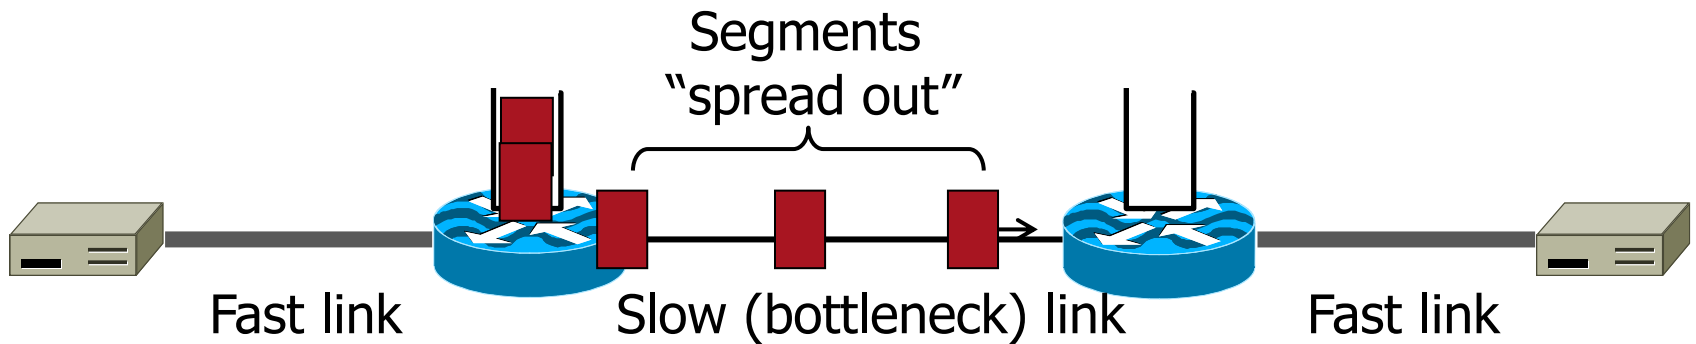 Segments
“spread out”
Fast link
Slow (bottleneck) link
Fast link